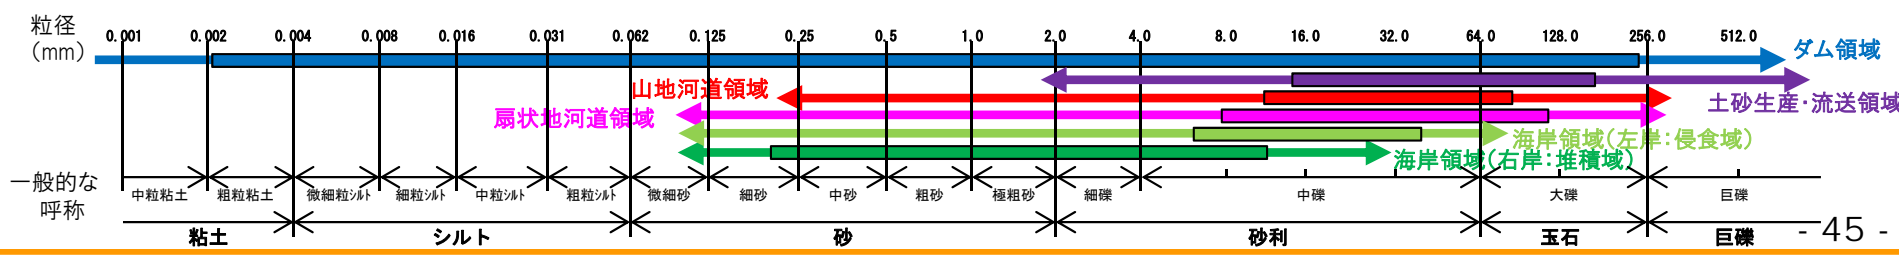 粒径
(mm)
0.001 0.002 0.004 0.008 0.016 0.031 0.062 0.125 0.25 0.5 1.0 2.0 4.0 8.0 16.0 32.0 64.0 128.0 256.0 512.0
ダム領域
土砂生産・流送領域
山地河道領域
扇状地河道領域
海岸領域(左岸：侵食域)
海岸領域(右岸：堆積域)
一般的な
呼称
中粒粘土 粗粒粘土 微細粒シルト 細粒シルト 中粒シルト 粗粒シルト 微細砂 細砂 中砂 粗砂 極粗砂 細礫 中礫 大礫 巨礫
粘土 シルト 砂 砂利 玉石 巨礫
- 45 -